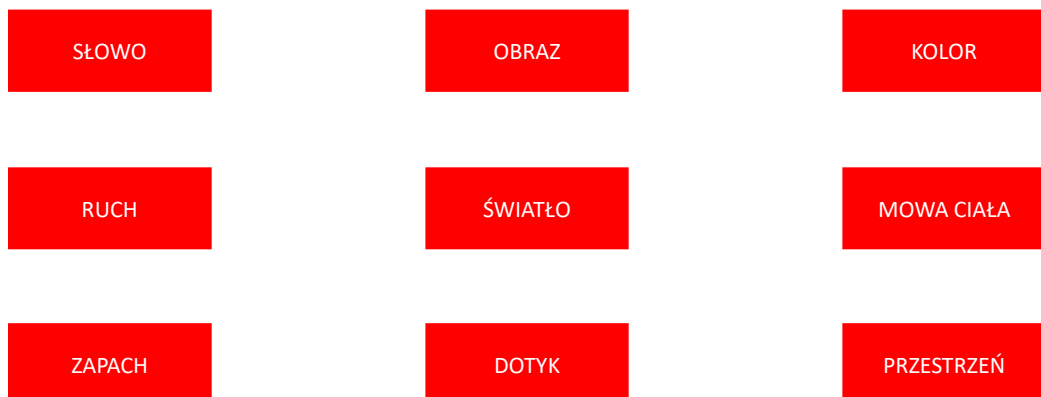 SŁOWO
OBRAZ
KOLOR
RUCH
ŚWIATŁO
MOWA CIAŁA
ZAPACH
DOTYK
PRZESTRZEŃ